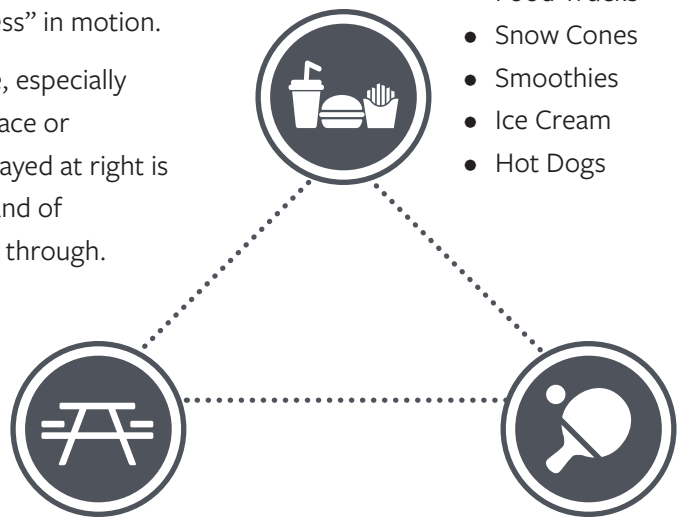 ess” in motion.
e, especially
ace or
ayed at right is
and of
through.
● Snow Cones
● Smoothies
● Ice Cream
● Hot Dogs